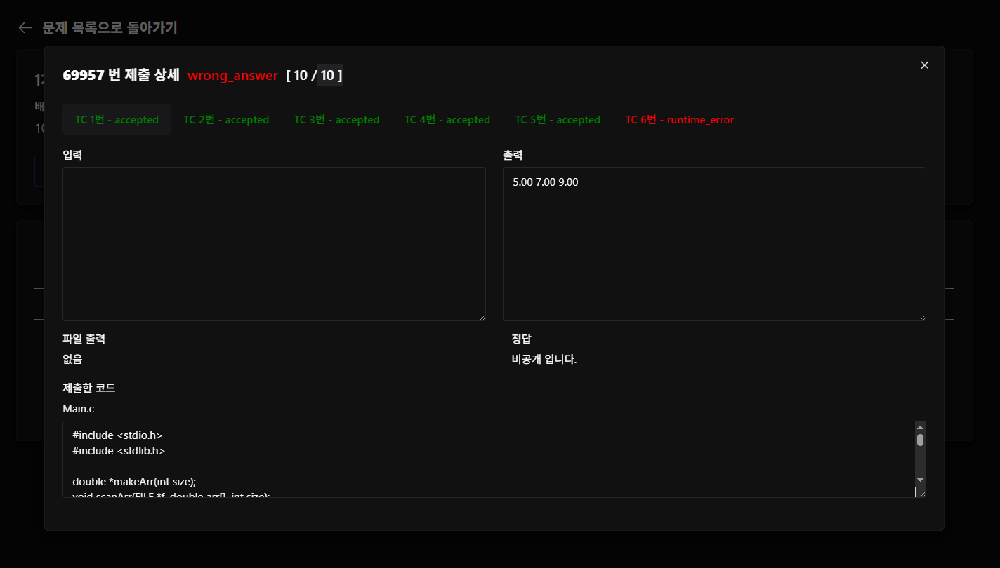 문제 목록으로 돌아가기
69957 번 제출 상세 wrong_answer [ 10 / 10 ]
TC 1번 - accepted TC 2번 - accepted TC 3번 - accepted TC 4번 - accepted TC 5번 - accepted TC 6번 - runtime_error
입력 출력
5.00 7.00 9.00
파일 출력 정답
없음 비공개 입니다.
제출한 코드
Main.c
#include <stdio.h>
#include <stdlib.h>
double *makeArr(int size);
void scanArr(FILE *f, double arr[], int size);